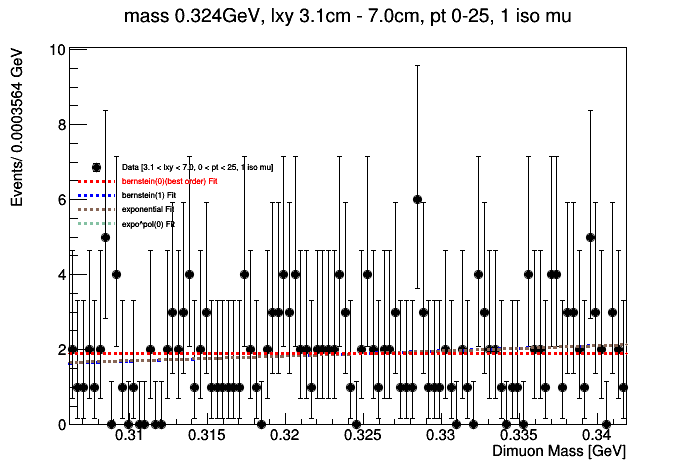 mass 0.324GeV, lxy 3.1cm - 7.0cm, pt 0-25, 1 iso mu
Events/ 0.0003564 GeV
10
8
6
4
2
0
Data [3.1 < lxy < 7.0, 0 < pt < 25, 1 iso mu]
bernstein(0)(best order) Fit
bernstein(1) Fit
exponential Fit
expo*pol(0) Fit
0.31 0.315 0.32 0.325 0.33 0.335 0.34
Dimuon Mass [GeV]